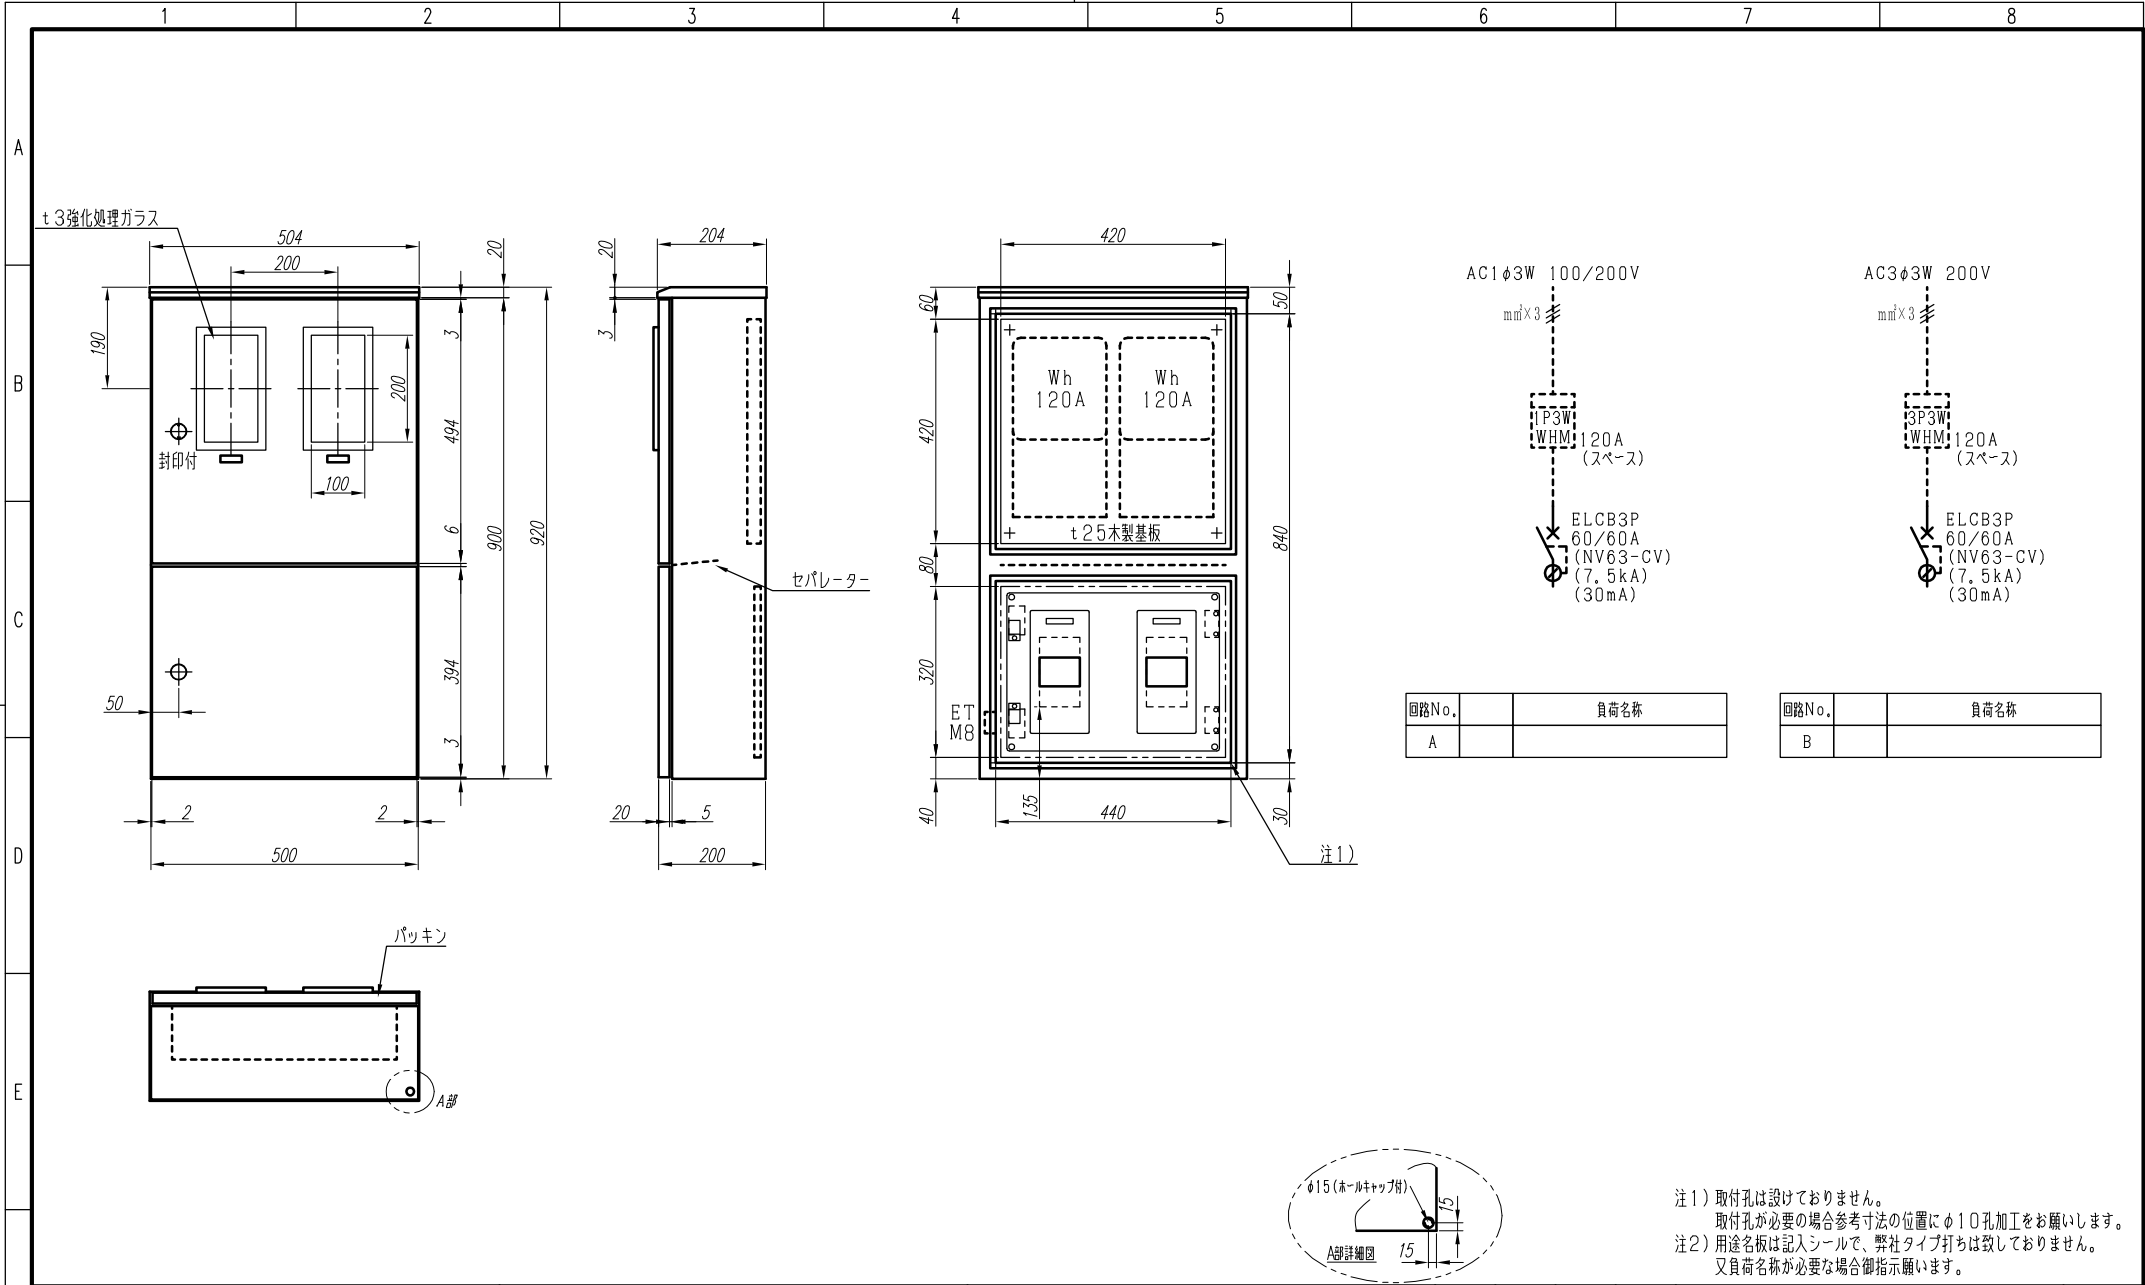 1 2 3 4 5 6 7 8
A
B
C
D
E
t3強化処理ガラス
504
200
20
190
3
200
494
封印付
100
6
900
920
394
50
3
2
2
500
204
20
3
セパレーター
20
5
200
420
60
50
Wh
120A
Wh
120A
420
t25木製基板
840
80
320
ET
M8
40
135
440
30
注1)
AC1φ3W 100/200V
mm²×3
1P3W
WHM
120A
(スペース)
ELCB3P
60/60A
(NV63-CV)
(7.5kA)
(30mA)
回路No. 負荷名称
A
AC3φ3W 200V
mm²×3
3P3W
WHM
120A
(スペース)
ELCB3P
60/60A
(NV63-CV)
(7.5kA)
(30mA)
回路No. 負荷名称
B
パッキン
A部
φ15(ホールキャップ付)
15
A部詳細図
15
注1)取付孔は設けておりません。
取付孔が必要の場合参考寸法の位置にφ10孔加工をお願いします。
注2)用途名板は記入シールで、弊社タイプ打ちは致しておりません。
又負荷名称が必要な場合御指示願います。